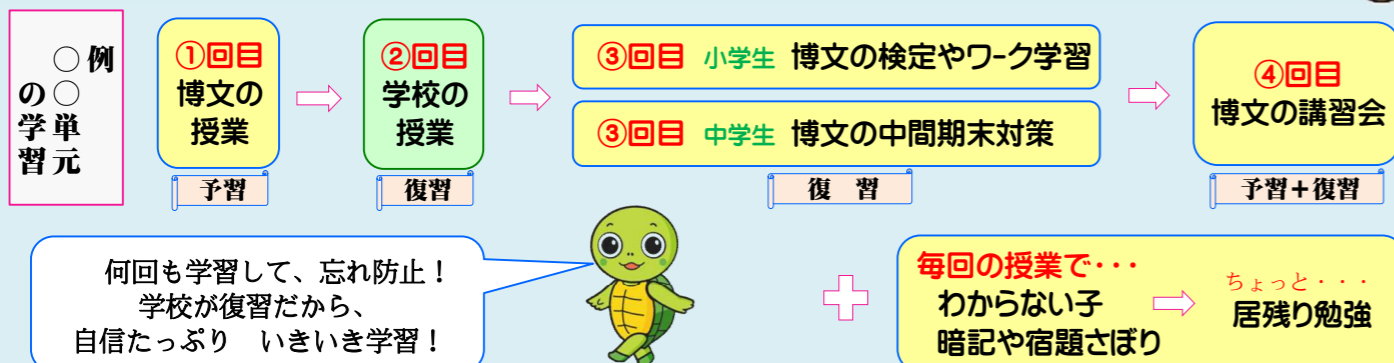 例
○○単元
の学習
①回目
博文の
授業
予習
②回目
学校の
授業
復習
③回目 小学生 博文の検定やワーク学習
③回目 中学生 博文の中間期末対策
復 習
④回目
博文の講習会
予習＋復習
何回も学習して、忘れ防止！
学校が復習だから、
自信たっぷり いきいき学習！
毎回の授業で・・・
わからない子
暗記や宿題さぼり
ちょっと・・・
居残り勉強